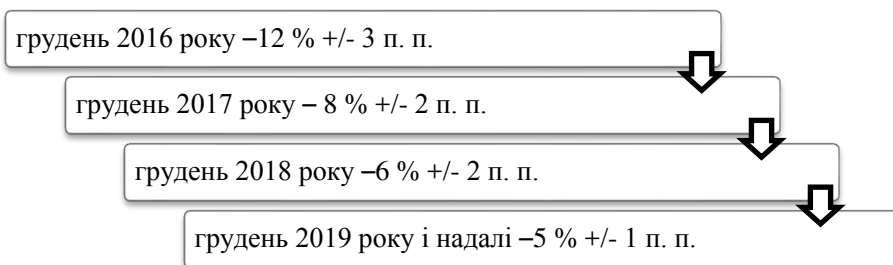 грудень 2016 року –12 % +/- 3 п. п.
грудень 2017 року – 8 % +/- 2 п. п.
грудень 2018 року –6 % +/- 2 п. п.
грудень 2019 року і надалі –5 % +/- 1 п. п.